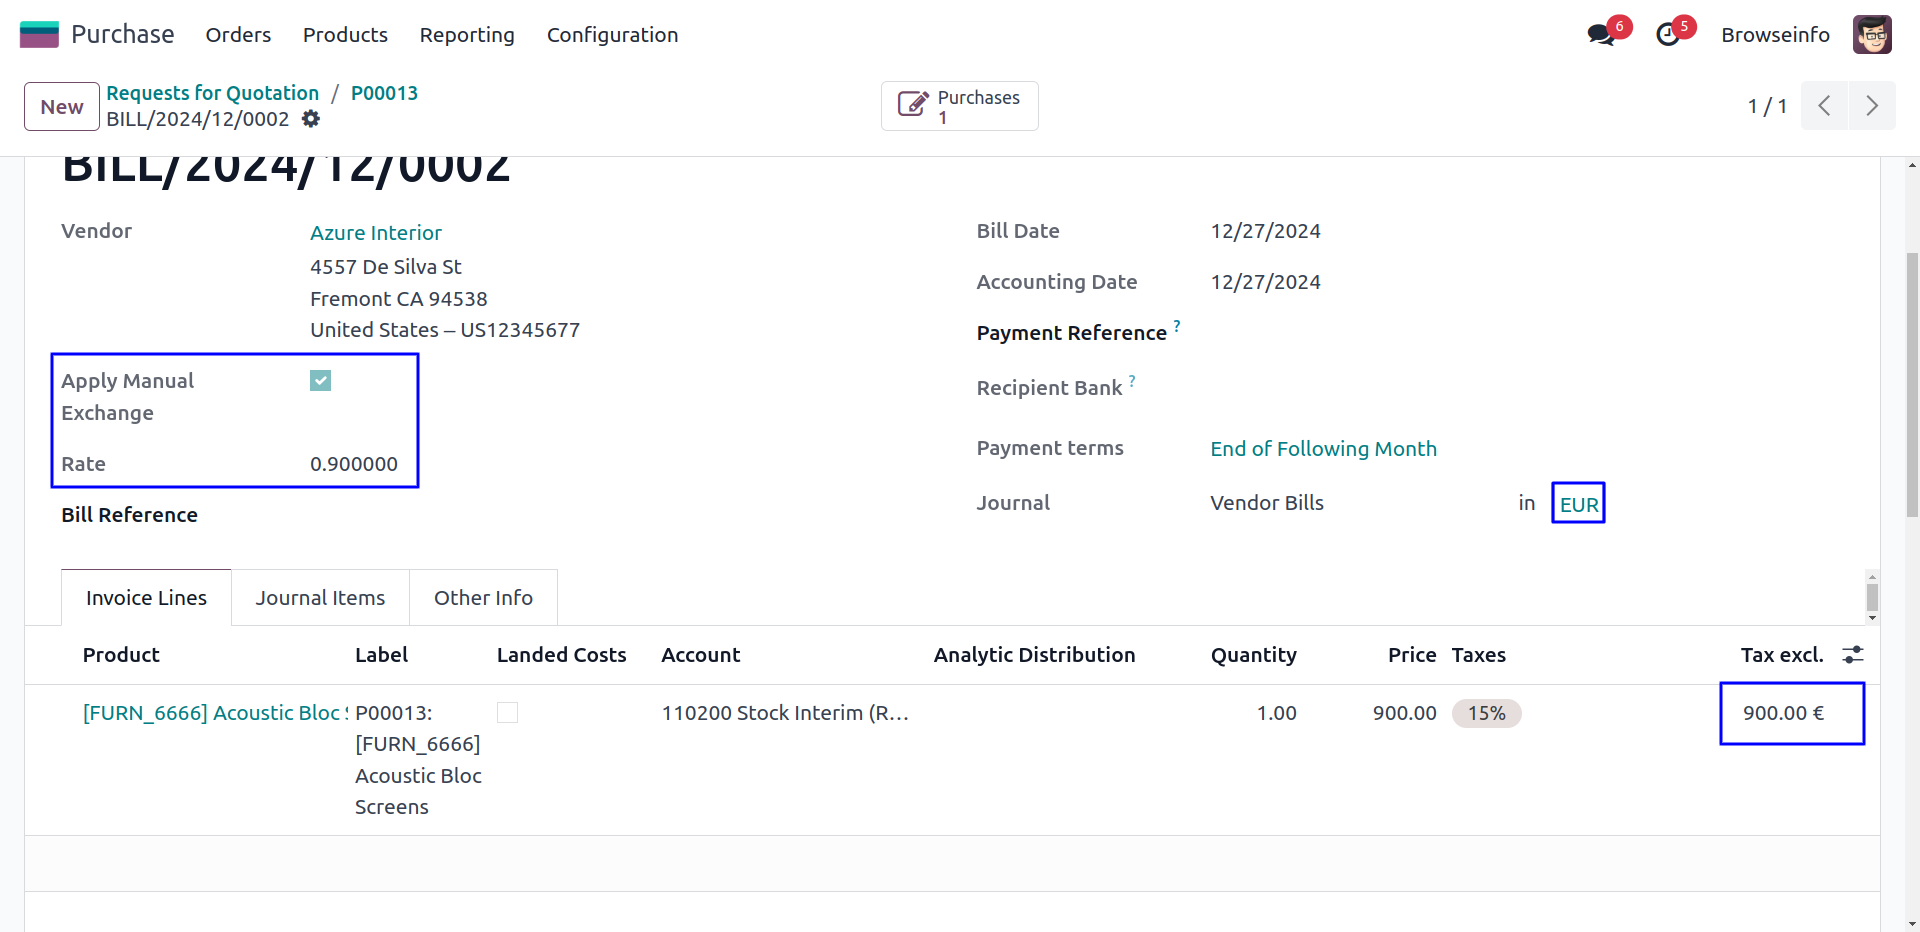 Purchase Orders Products Reporting Configuration 6 5 Browseinfo
New Requests for Quotation / P00013
BILL/2024/12/0002
Purchases
1
1 / 1
BILL/2024/12/0002
Vendor Azure Interior
4557 De Silva St
Fremont CA 94538
United States – US12345677
Apply Manual
Exchange
Rate 0.900000
Bill Reference
Bill Date 12/27/2024
Accounting Date 12/27/2024
Payment Reference ?
Recipient Bank ?
Payment terms End of Following Month
Journal Vendor Bills in EUR
Invoice Lines Journal Items Other Info
Product Label Landed Costs Account Analytic Distribution Quantity Price Taxes Tax excl.
[FURN_6666] Acoustic Bloc P00013: 110200 Stock Interim (R... 1.00 900.00 15% 900.00 €
[FURN_6666]
Acoustic Bloc
Screens